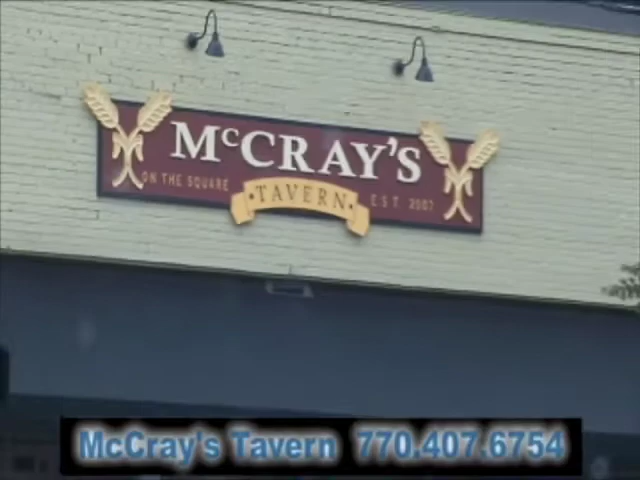 McCRAY'S
ON THE SQUARE
·TAVERN·
EST 2007
McCray's Tavern 770.407.6754